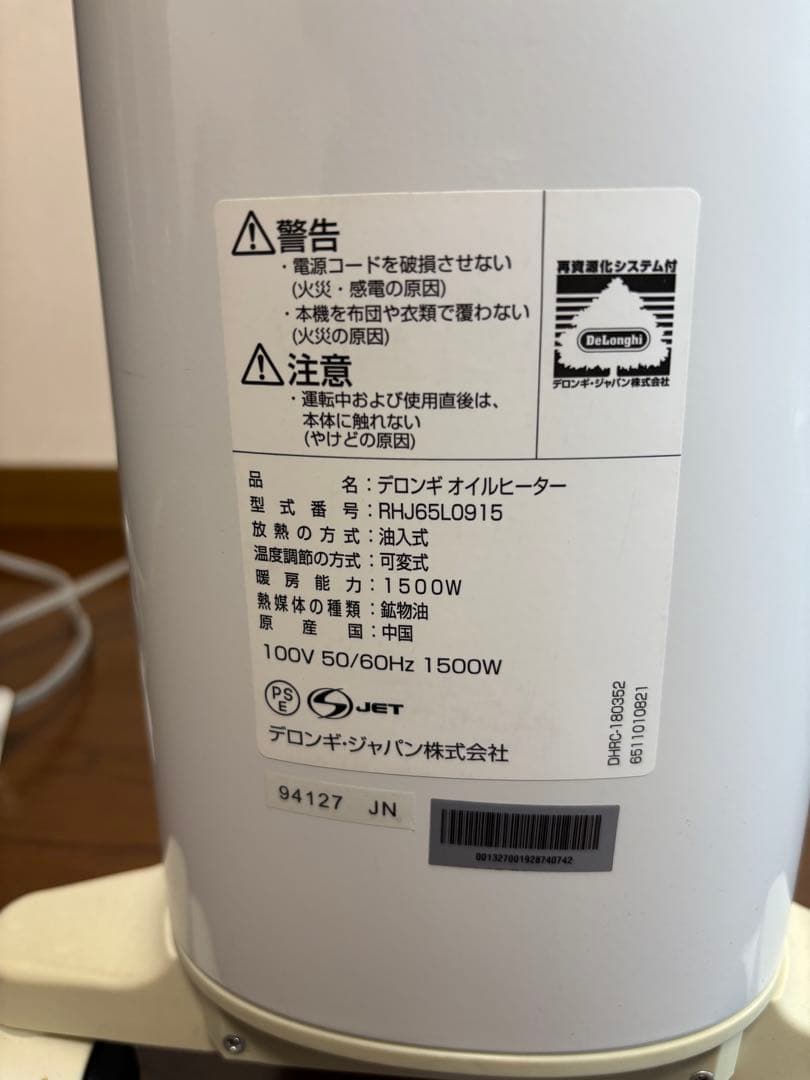 警告
・電源コードを破損させない
(火災・感電の原因)
・本機を布団や衣類で覆わない
(火災の原因)
注意
・運転中および使用直後は、
本体に触れない
(やけどの原因)
再資源化システム付
DeLonghi
デロンギ・ジャパン株式会社
品名:デロンギ オイルヒーター
型式番号:RHJ65L0915
放熱の方式:油入式
温度調節の方式:可変式
暖房能力:1500W
熱媒体の種類:鉱物油
原産国:中国
100V 50/60Hz 1500W
PSE JET
デロンギ・ジャパン株式会社
DHRC-180352
6511010821
94127 JN
001327001928740742